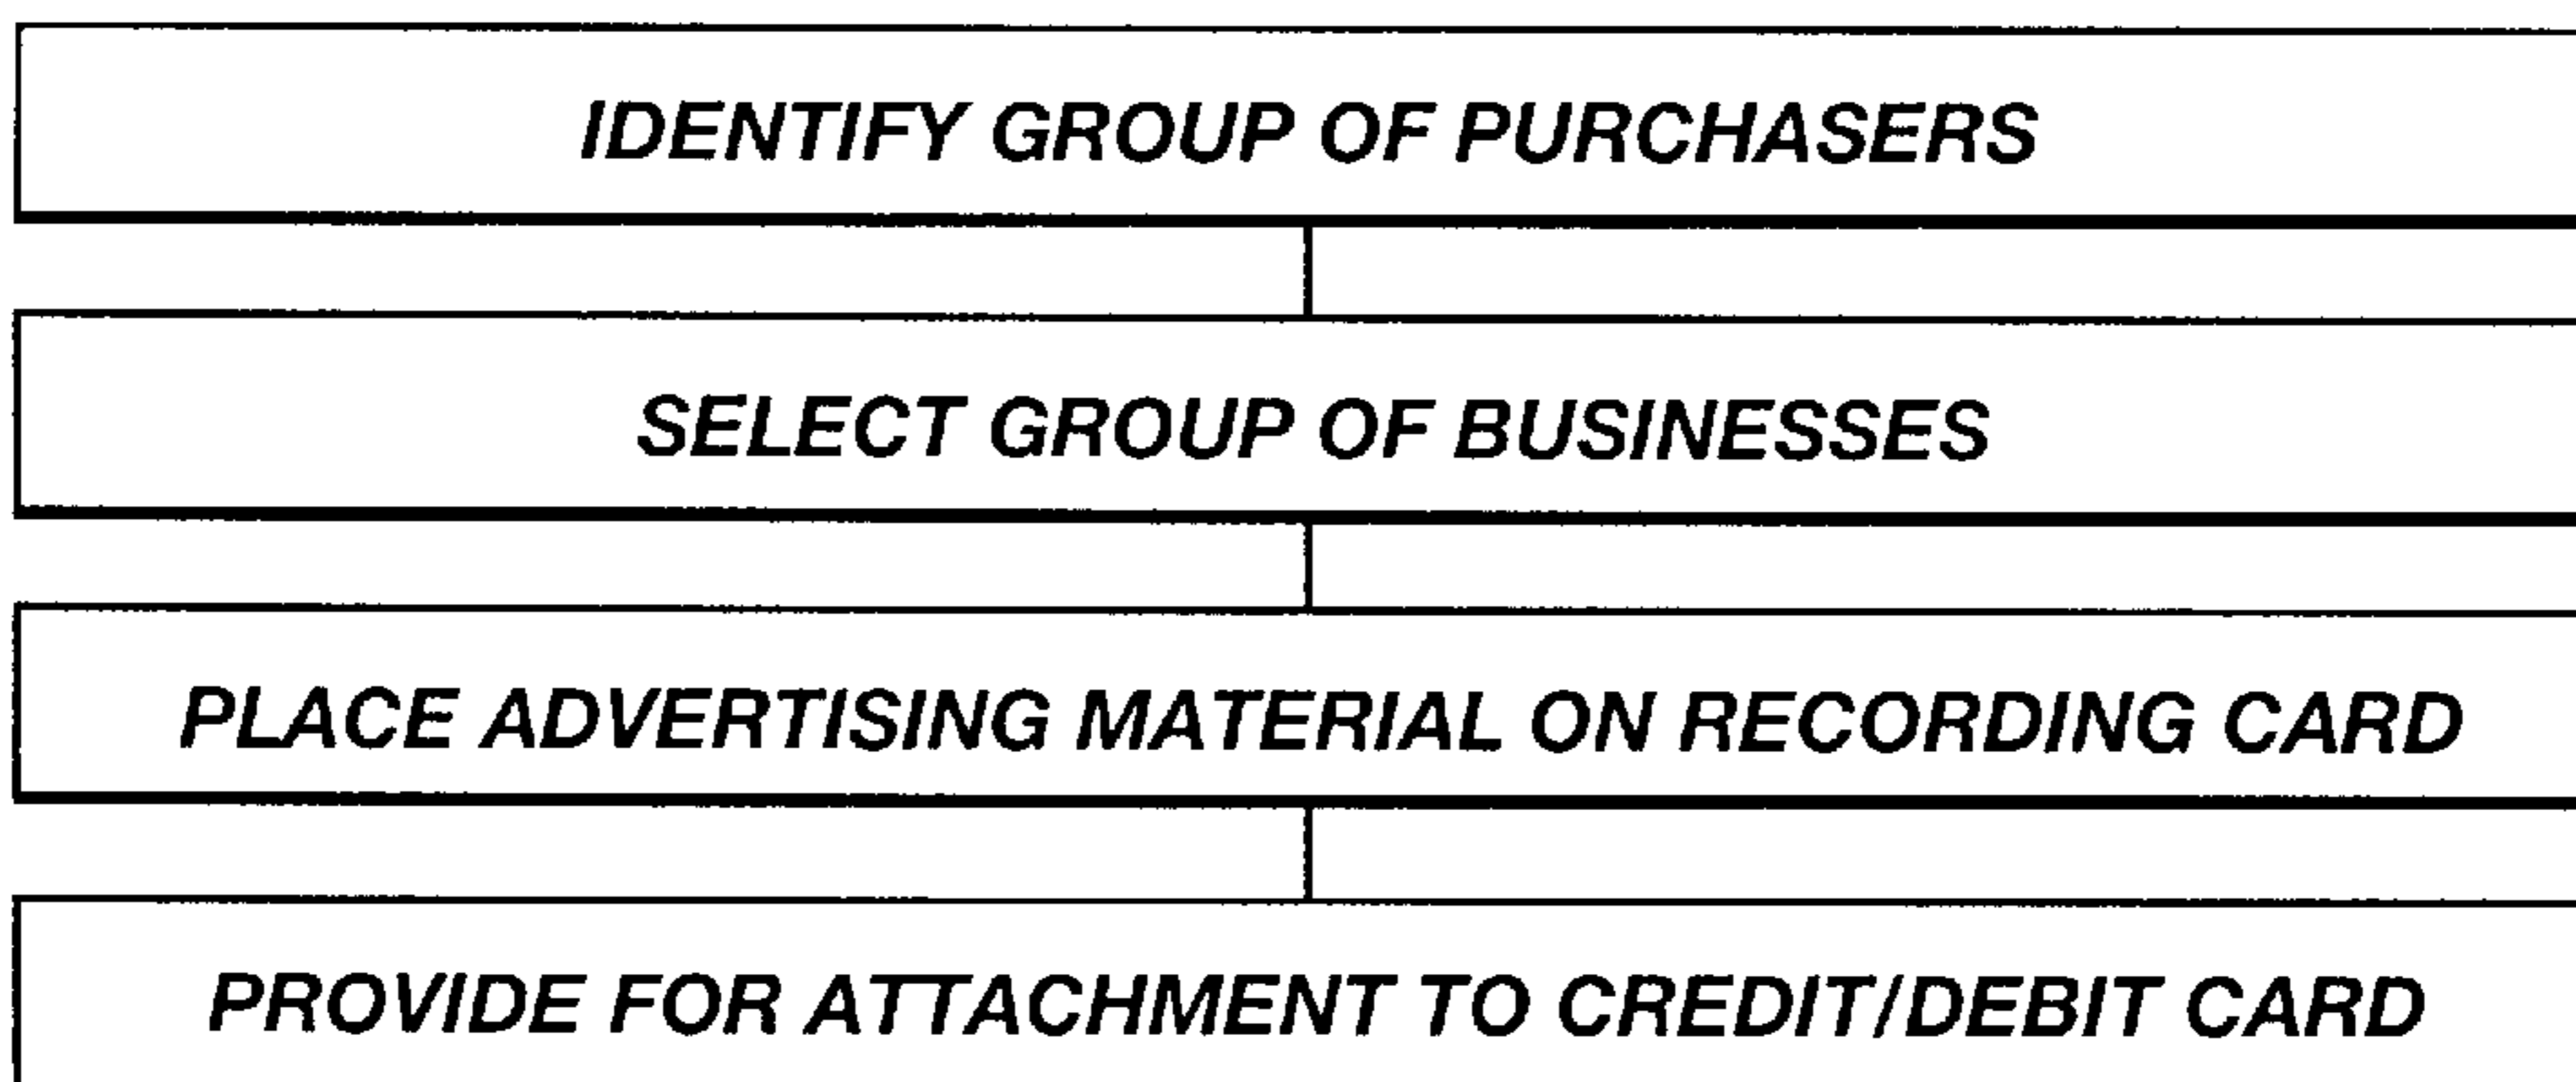 IDENTIFY GROUP OF PURCHASERS
SELECT GROUP OF BUSINESSES
PLACE ADVERTISING MATERIAL ON RECORDING CARD
PROVIDE FOR ATTACHMENT TO CREDIT/DEBIT CARD